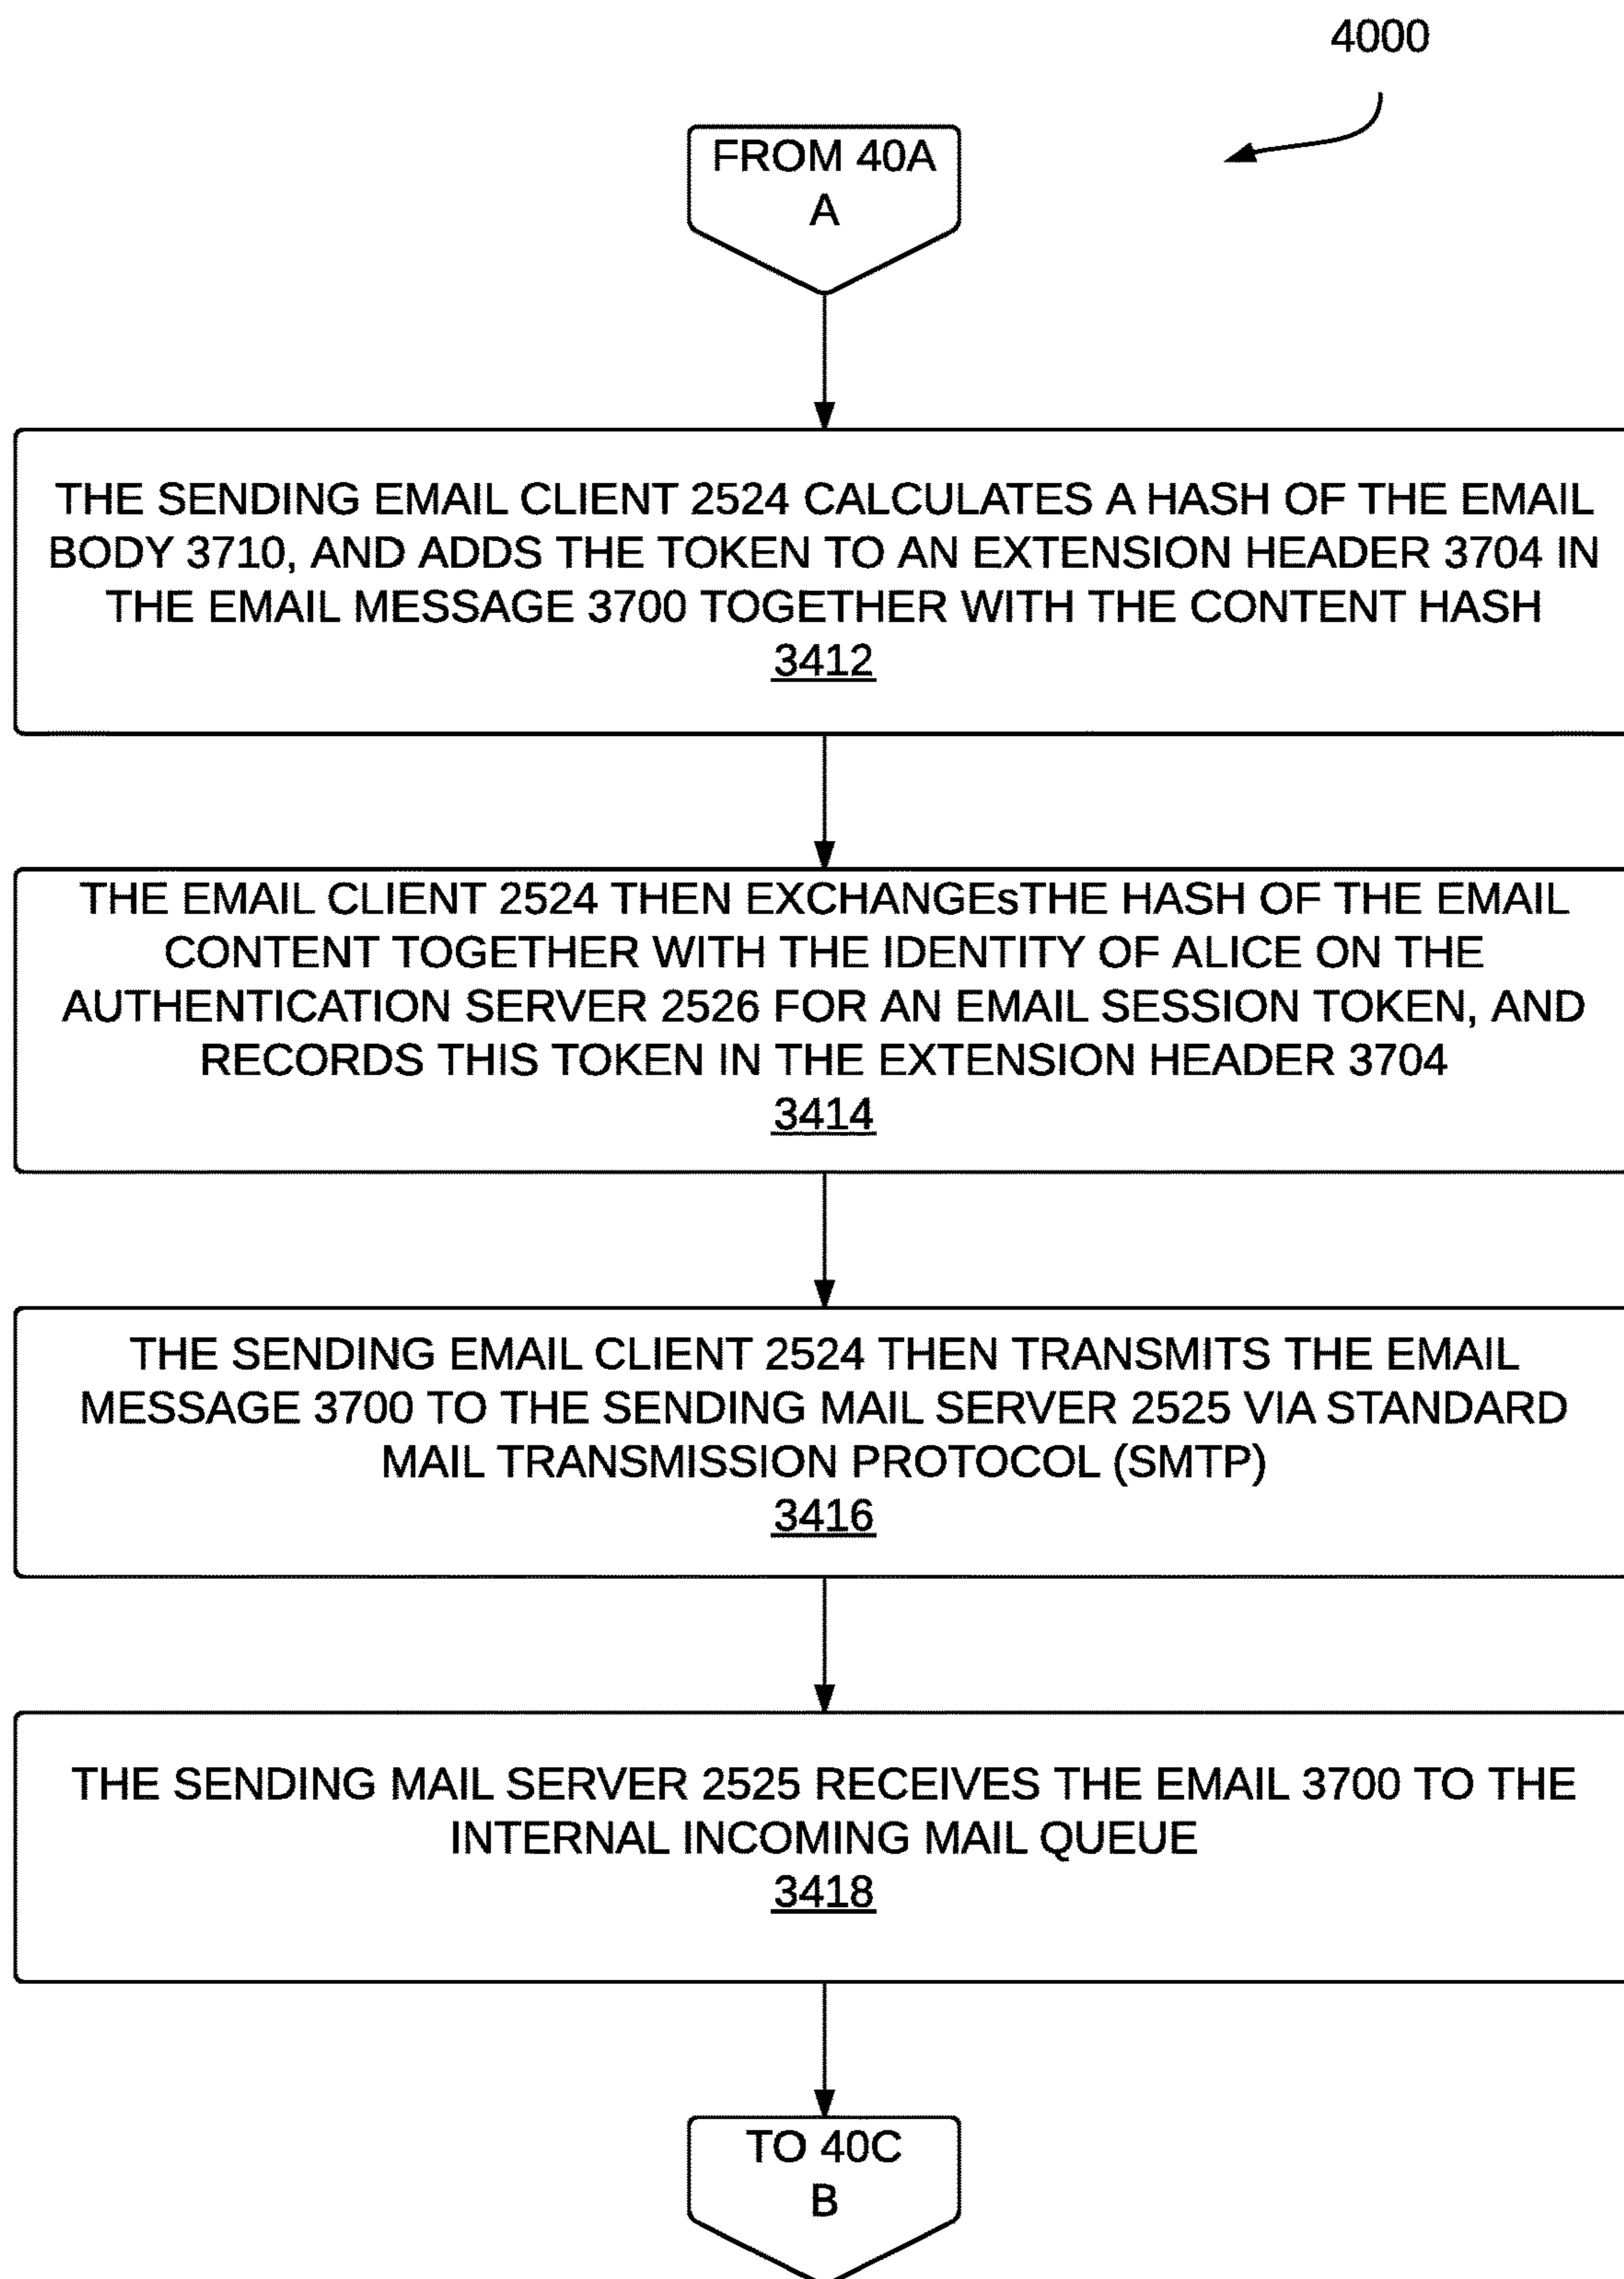 4000
FROM 40A
A
THE SENDING EMAIL CLIENT 2524 CALCULATES A HASH OF THE EMAIL
BODY 3710, AND ADDS THE TOKEN TO AN EXTENSION HEADER 3704 IN
THE EMAIL MESSAGE 3700 TOGETHER WITH THE CONTENT HASH
3412
THE EMAIL CLIENT 2524 THEN EXCHANGEsTHE HASH OF THE EMAIL
CONTENT TOGETHER WITH THE IDENTITY OF ALICE ON THE
AUTHENTICATION SERVER 2526 FOR AN EMAIL SESSION TOKEN, AND
RECORDS THIS TOKEN IN THE EXTENSION HEADER 3704
3414
THE SENDING EMAIL CLIENT 2524 THEN TRANSMITS THE EMAIL
MESSAGE 3700 TO THE SENDING MAIL SERVER 2525 VIA STANDARD
MAIL TRANSMISSION PROTOCOL (SMTP)
3416
THE SENDING MAIL SERVER 2525 RECEIVES THE EMAIL 3700 TO THE
INTERNAL INCOMING MAIL QUEUE
3418
TO 40C
B